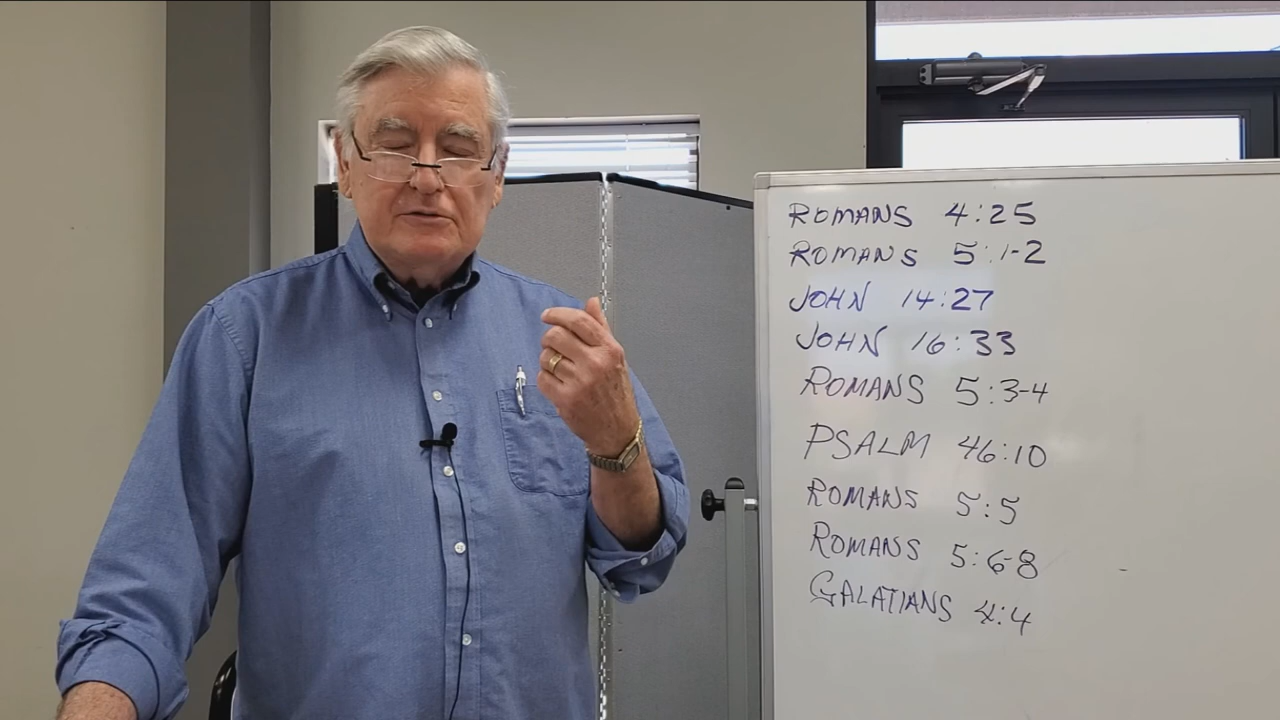 ROMANS 4:25
ROMANS 5:1-2
JOHN 14:27
JOHN 16:33
ROMANS 5:3-4
PSALM 46:10
ROMANS 5:5
ROMANS 5:6-8
GALATIANS 4:4